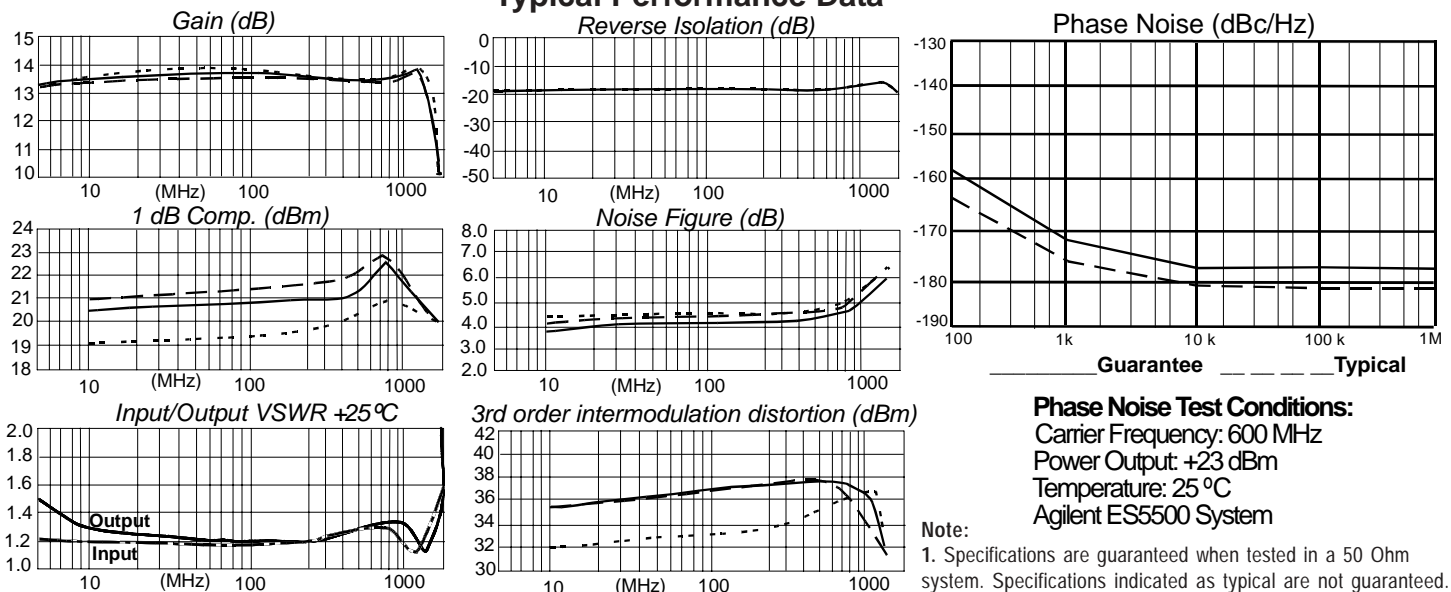 Typical Performance Data
Gain (dB)
15
14
13
12
11
10
10 (MHz) 100 1000
Reverse Isolation (dB)
0
-10
-20
-30
-40
-50
10 (MHz) 100 1000
Phase Noise (dBc/Hz)
-130
-140
-150
-160
-170
-180
-190
100 1k 10 k 100 k 1M
Guarantee Typical
1 dB Comp. (dBm)
24
23
22
21
20
19
18
10 (MHz) 100 1000
Noise Figure (dB)
8.0
7.0
6.0
5.0
4.0
3.0
2.0
10 (MHz) 100 1000
Input/Output VSWR +25ºC
2.0
1.8
1.6
1.4
1.2
1.0
Output
Input
10 (MHz) 100 1000
3rd order intermodulation distortion (dBm)
42
40
38
36
34
32
30
10 (MHz) 100 1000
Phase Noise Test Conditions:
Carrier Frequency: 600 MHz
Power Output: +23 dBm
Temperature: 25 ºC
Agilent ES5500 System
Note:
1. Specifications are guaranteed when tested in a 50 Ohm
system. Specifications indicated as typical are not guaranteed.